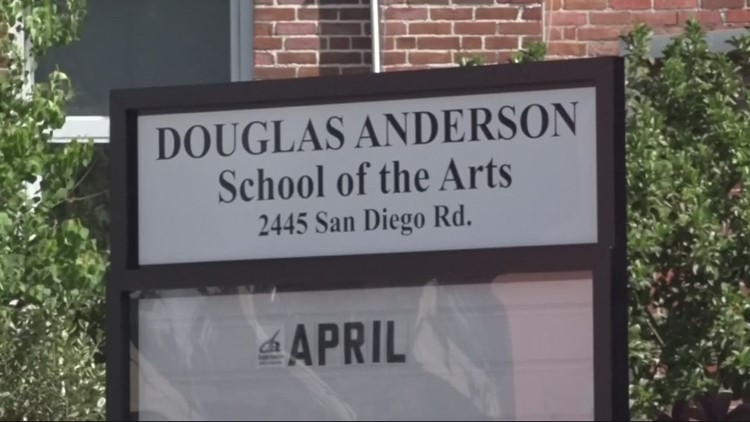 DOUGLAS ANDERSON
School of the Arts
2445 San Diego Rd.
APRIL